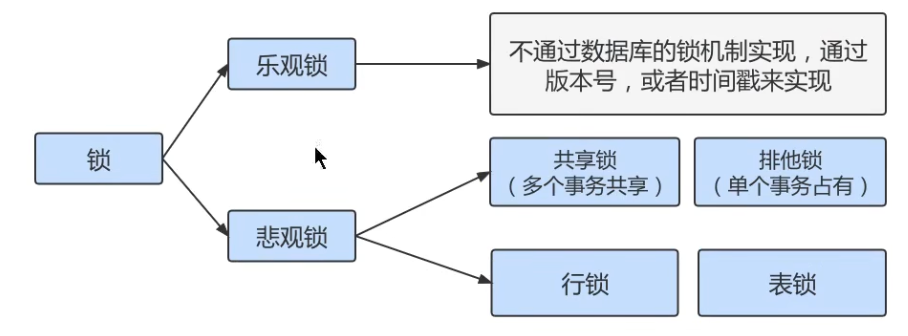 乐观锁
不通过数据库的锁机制实现，通过
版本号，或者时间戳来实现
锁
共享锁
（多个事务共享）
排他锁
（单个事务占有）
悲观锁
行锁
表锁